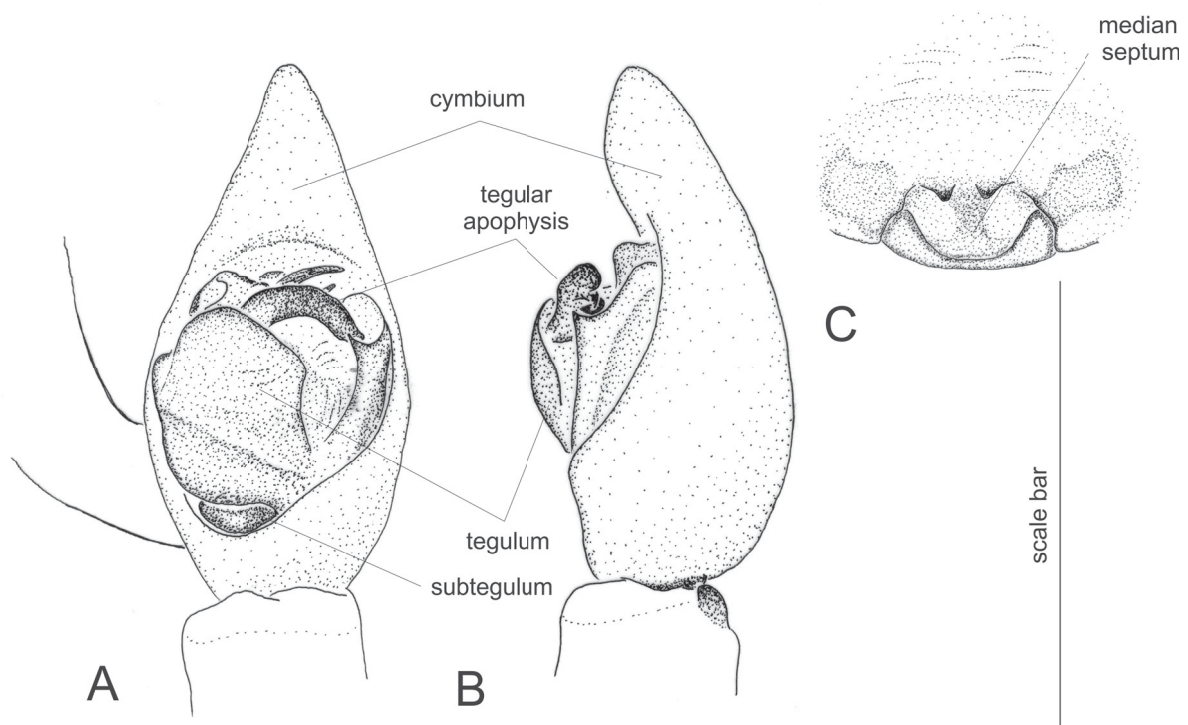 cymbium
tegular
apophysis
tegulum
subtegulum
A
B
median
septum
C
scale bar